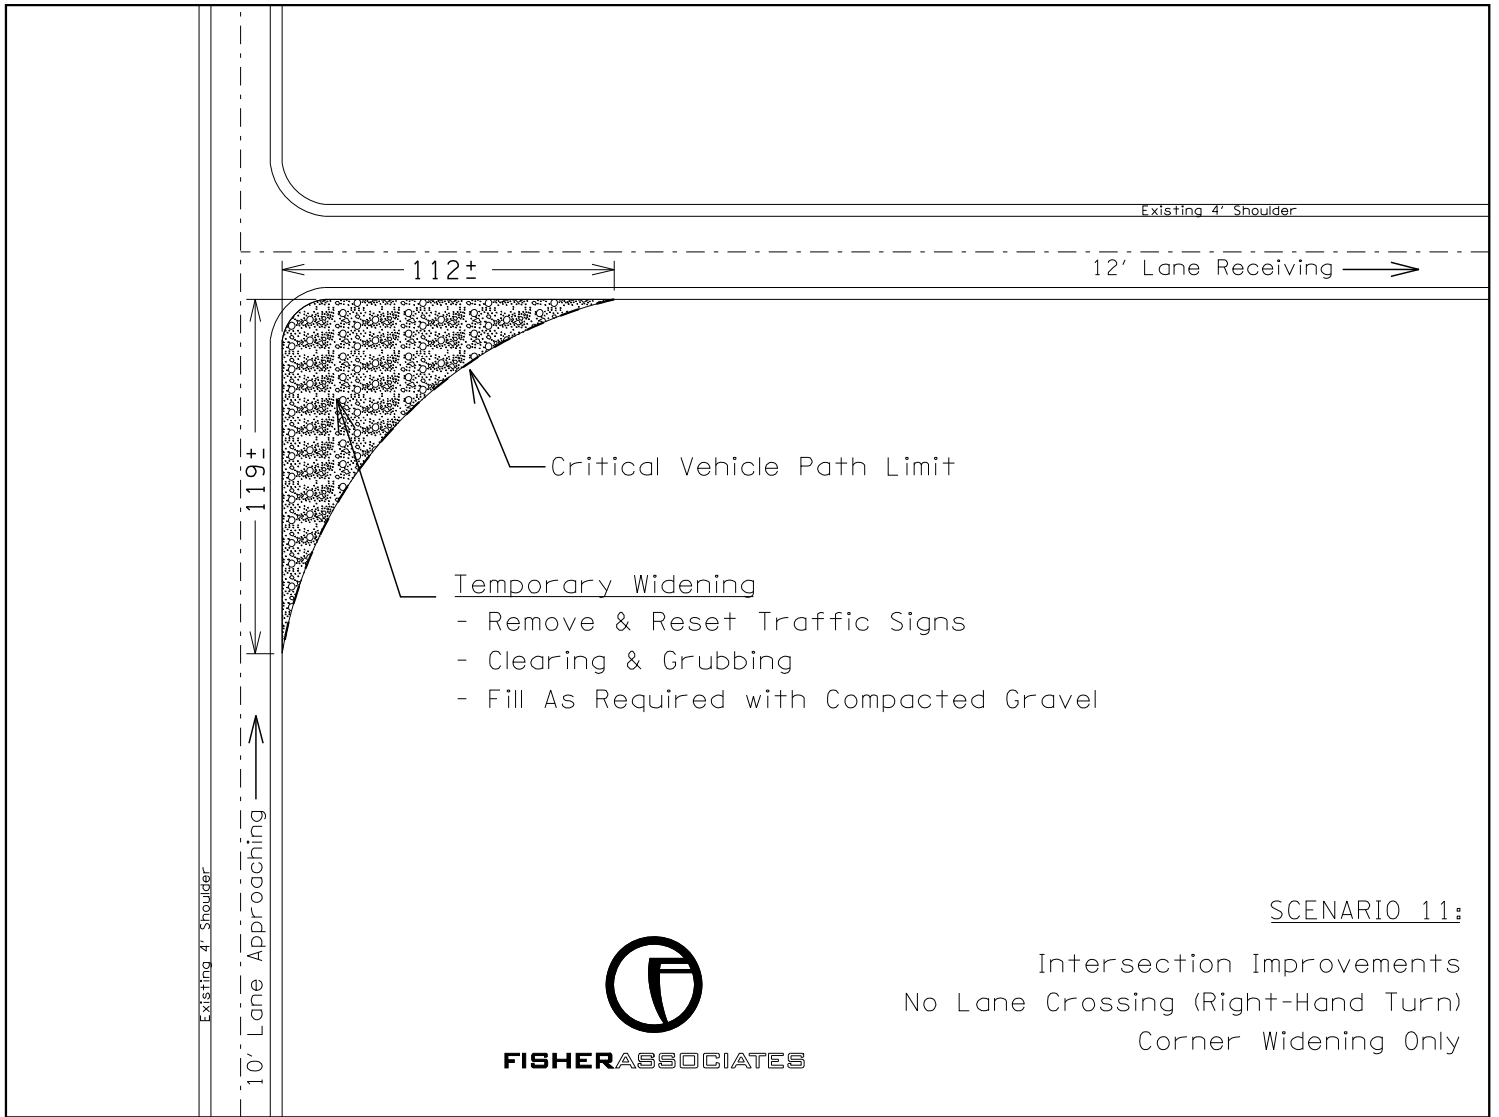 Existing 4' Shoulder
112±
12' Lane Receiving
119±
Critical Vehicle Path Limit
Temporary Widening
- Remove & Reset Traffic Signs
- Clearing & Grubbing
- Fill As Required with Compacted Gravel
Existing 4' Shoulder
10' Lane Approaching
SCENARIO 11:
Intersection Improvements
No Lane Crossing (Right-Hand Turn)
Corner Widening Only
FISHERASSOCIATES